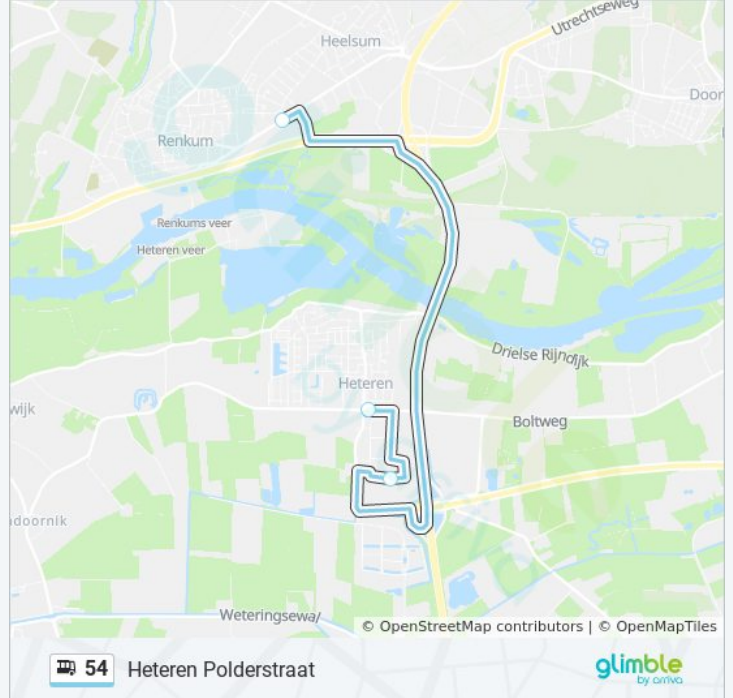 Utrechtseweg
Heelsum
Door
Renkum
Renkums veer
Heteren veer
Drielse Rijndijk
Heteren
wijk
Boltweg
doornik
Weteringsewa/
© OpenStreetMap contributors | © OpenMapTiles
54 Heteren Polderstraat
glimble
by arriva